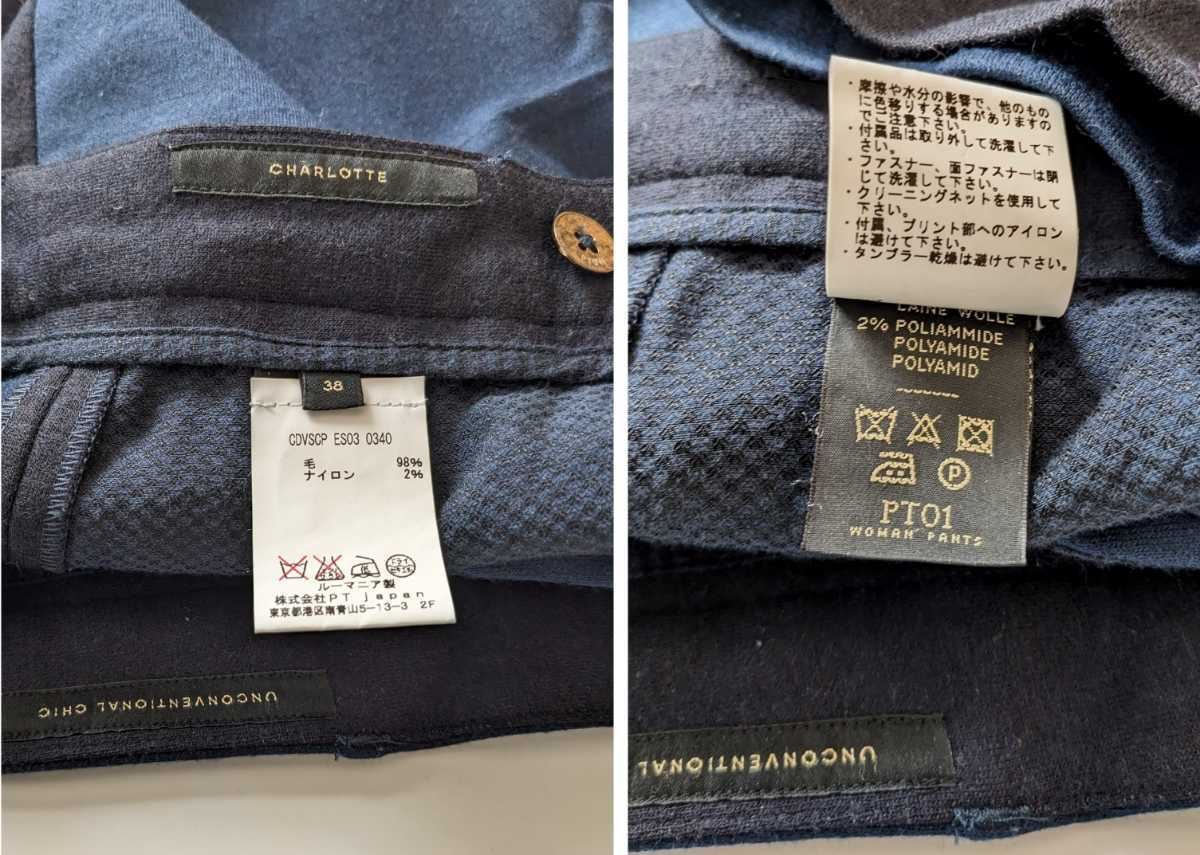 CHARLOTTE
38
CDVSCP ES03 0340
毛 98%
ナイロン 2%
ルーマニア製
株式会社PT japan
東京都港区南青山5-13-3 2F
UNCONVENTIONAL CHIC
・摩擦や水分の影響で、他のもの
に色移りする場合がありますの
でご注意下さい。
・付属品は取り外して洗濯して下
さい。
・ファスナー、面ファスナーは閉
じて洗濯して下さい。
・クリーニングネットを使用して
下さい。
・付属、プリント部へのアイロン
は避けて下さい。
・タンブラー乾燥は避けて下さい。
LAINE WOLLE
2% POLIAMMIDE
POLYAMIDE
POLYAMID
P
PT01
WOMAN PANTS
UNCONVENTIONAL